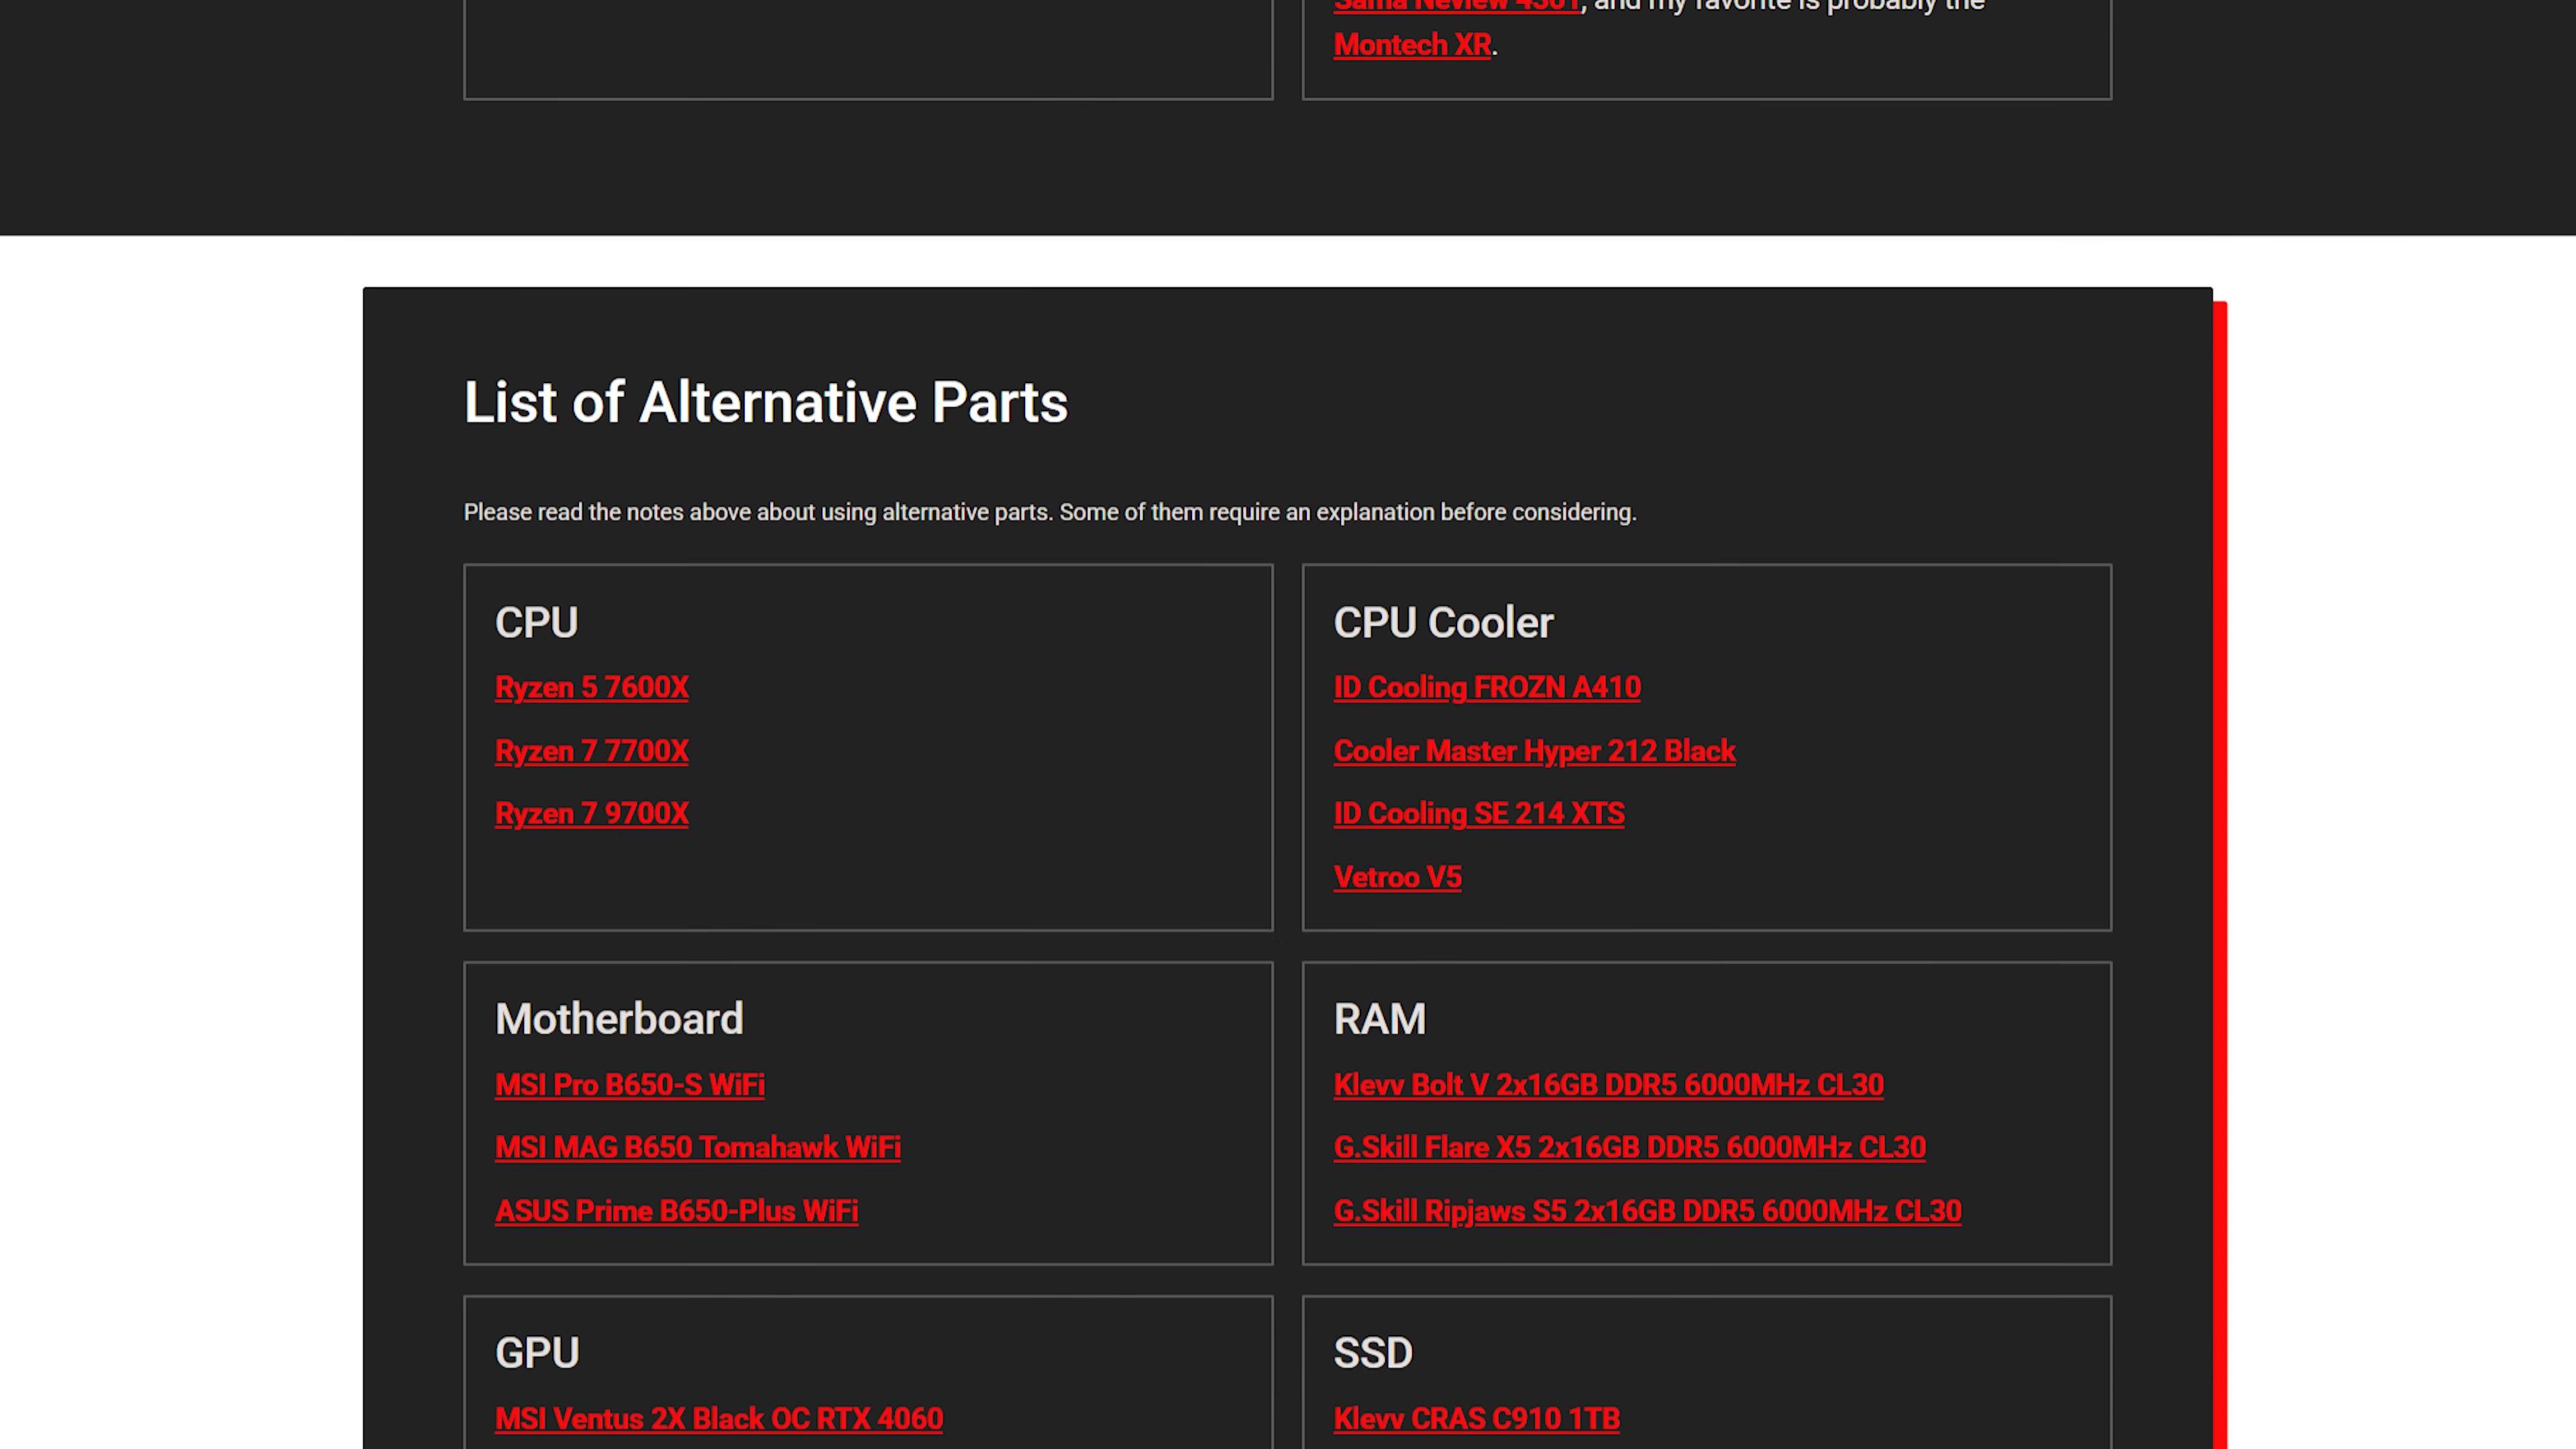 Sama Neview 4361, and my favorite is probably the
Montech XR.
List of Alternative Parts
Please read the notes above about using alternative parts. Some of them require an explanation before considering.
CPU
Ryzen 5 7600X
Ryzen 7 7700X
Ryzen 7 9700X
CPU Cooler
ID Cooling FROZN A410
Cooler Master Hyper 212 Black
ID Cooling SE 214 XTS
Vetroo V5
Motherboard
MSI Pro B650-S WiFi
MSI MAG B650 Tomahawk WiFi
ASUS Prime B650-Plus WiFi
RAM
Klevv Bolt V 2x16GB DDR5 6000MHz CL30
G.Skill Flare X5 2x16GB DDR5 6000MHz CL30
G.Skill Ripjaws S5 2x16GB DDR5 6000MHz CL30
GPU
MSI Ventus 2X Black OC RTX 4060
SSD
Klevv CRAS C910 1TB